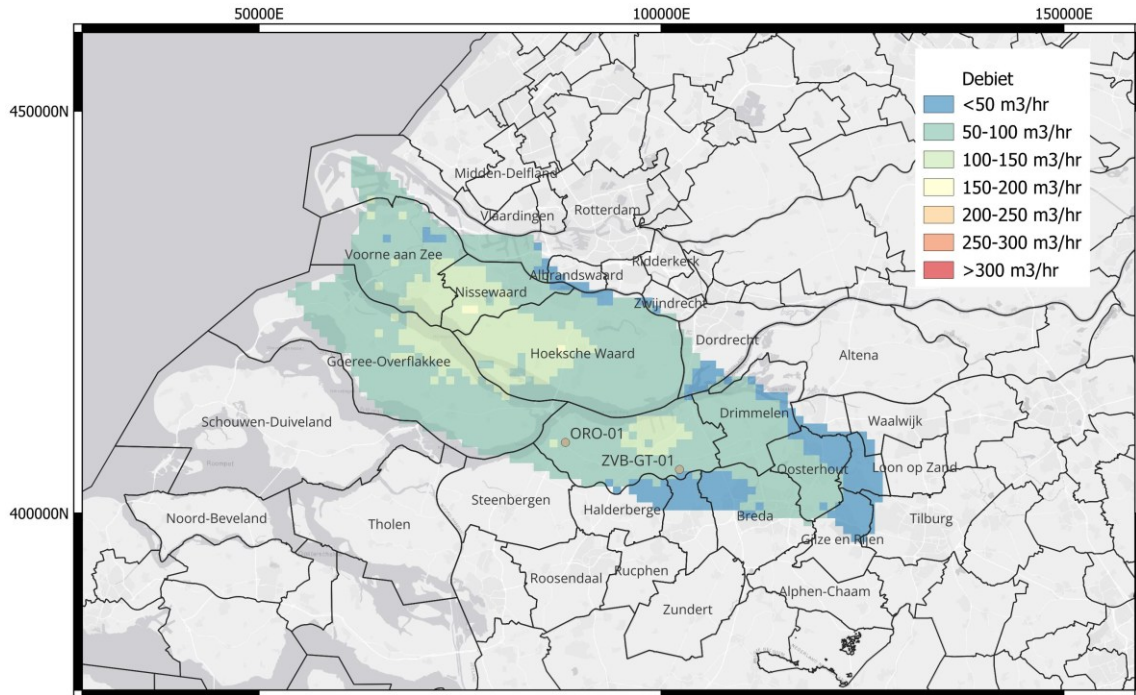 50000E
100000E
150000E
450000N
400000N
Debiet
<50 m3/hr
50-100 m3/hr
100-150 m3/hr
150-200 m3/hr
200-250 m3/hr
250-300 m3/hr
>300 m3/hr
Midden-Delfland
Vlaardingen
Rotterdam
Voorne aan Zee
Ridderkerk
Albrandswaard
Nissewaard
Zwijndrecht
Dordrecht
Hoeksche Waard
Altena
Goeree-Overflakkee
Drimmelen
Waalwijk
Schouwen-Duiveland
ORO-01
ZVB-GT-01
Oosterhout
Loon op Zand
Steenbergen
Halderberge
Breda
Noord-Beveland
Tholen
Tilburg
Gilze en Rijen
Roosendaal
Rucphen
Alphen-Chaam
Zundert